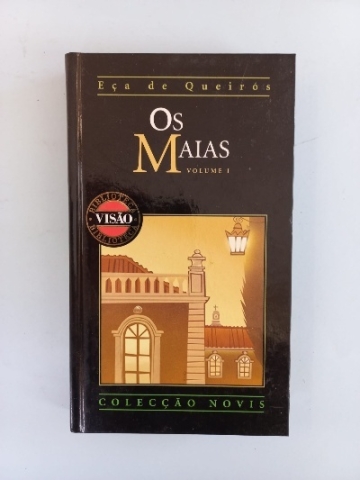 Eça de Queirós
OS
MAIAS
VOLUME I
BIBLIOTECA
VISÃO
BIBLIOTECA
COLECÇÃO NOVIS